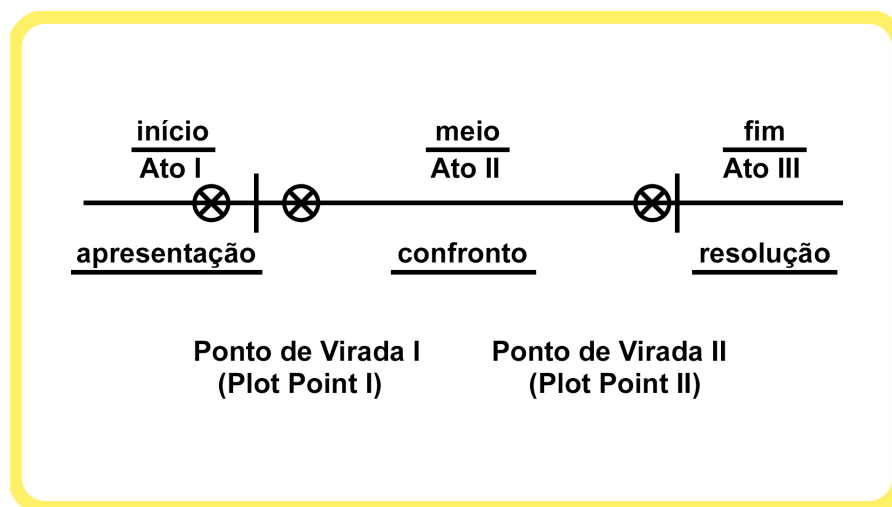 início
Ato I
meio
Ato II
fim
Ato III
apresentação
confronto
resolução
Ponto de Virada I
(Plot Point I)
Ponto de Virada II
(Plot Point II)